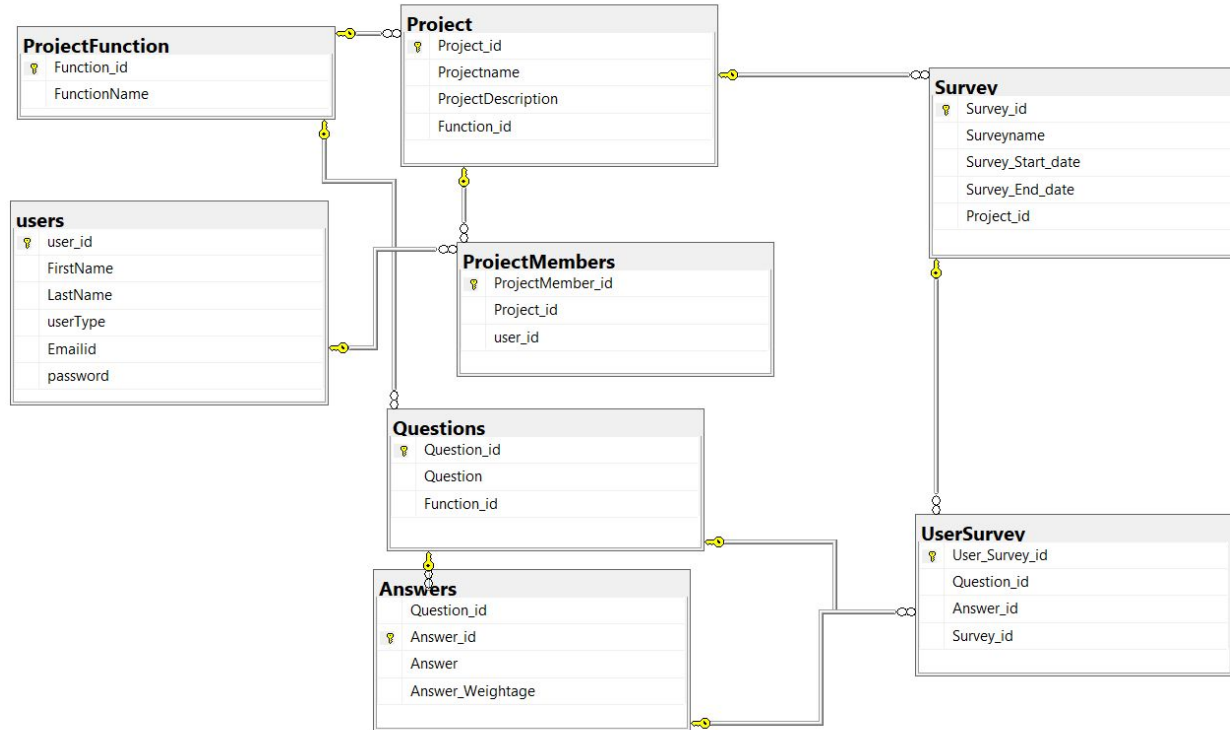 ProjectFunction
Function_id
FunctionName
Project
Project_id
Projectname
ProjectDescription
Function_id
Survey
Survey_id
Surveyname
Survey_Start_date
Survey_End_date
Project_id
users
user_id
FirstName
LastName
userType
Emailid
password
ProjectMembers
ProjectMember_id
Project_id
user_id
Questions
Question_id
Question
Function_id
Answers
Question_id
Answer_id
Answer
Answer_Weightage
UserSurvey
User_Survey_id
Question_id
Answer_id
Survey_id